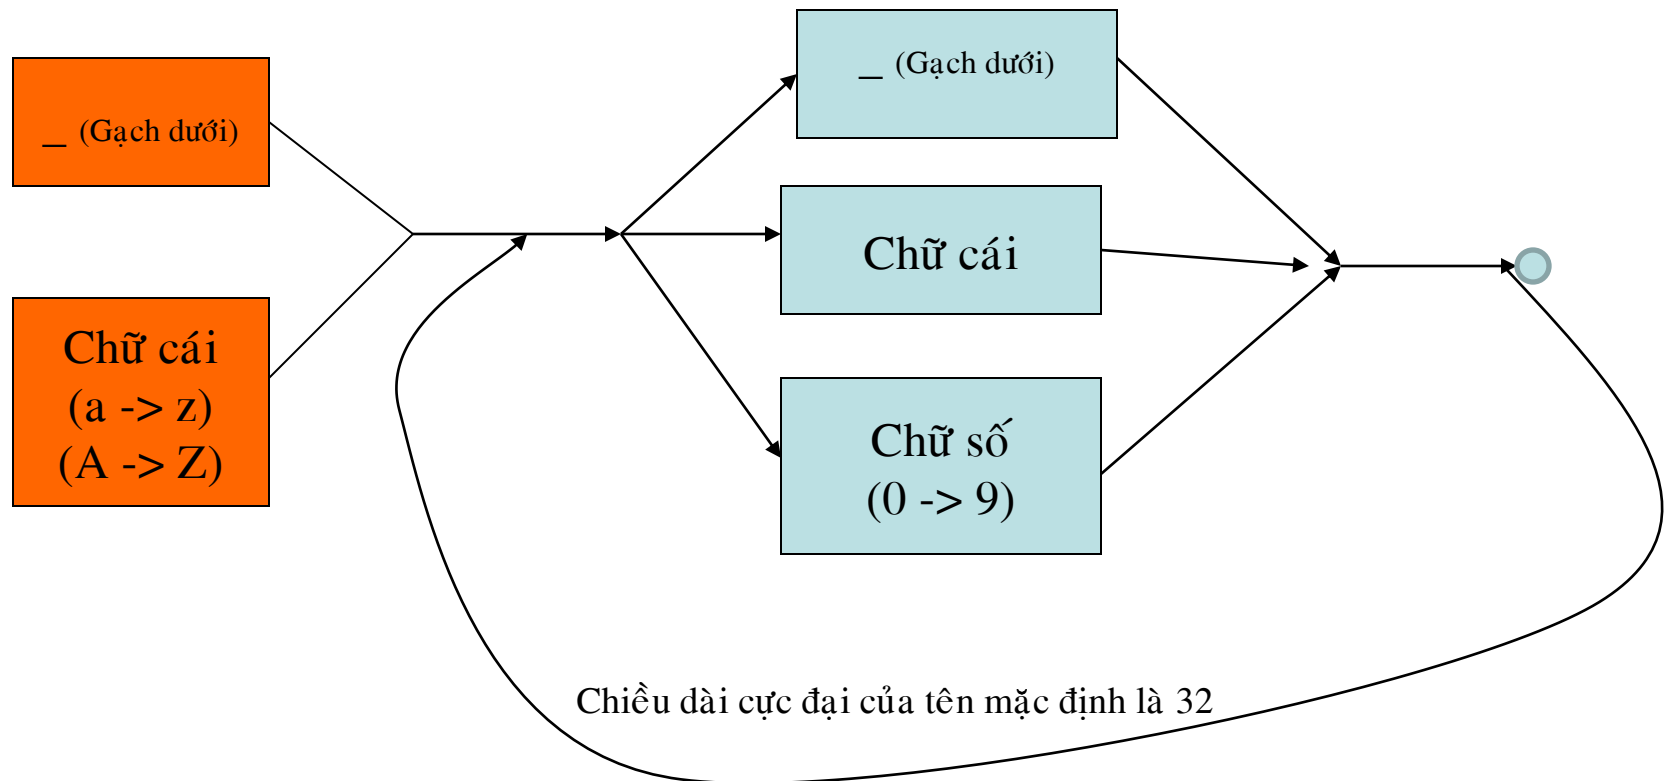 _ (Gạch dưới)
Chữ cái
(a -> z)
(A -> Z)
_ (Gạch dưới)
Chữ cái
Chữ số
(0 -> 9)
Chiều dài cực đại của tên mặc định là 32